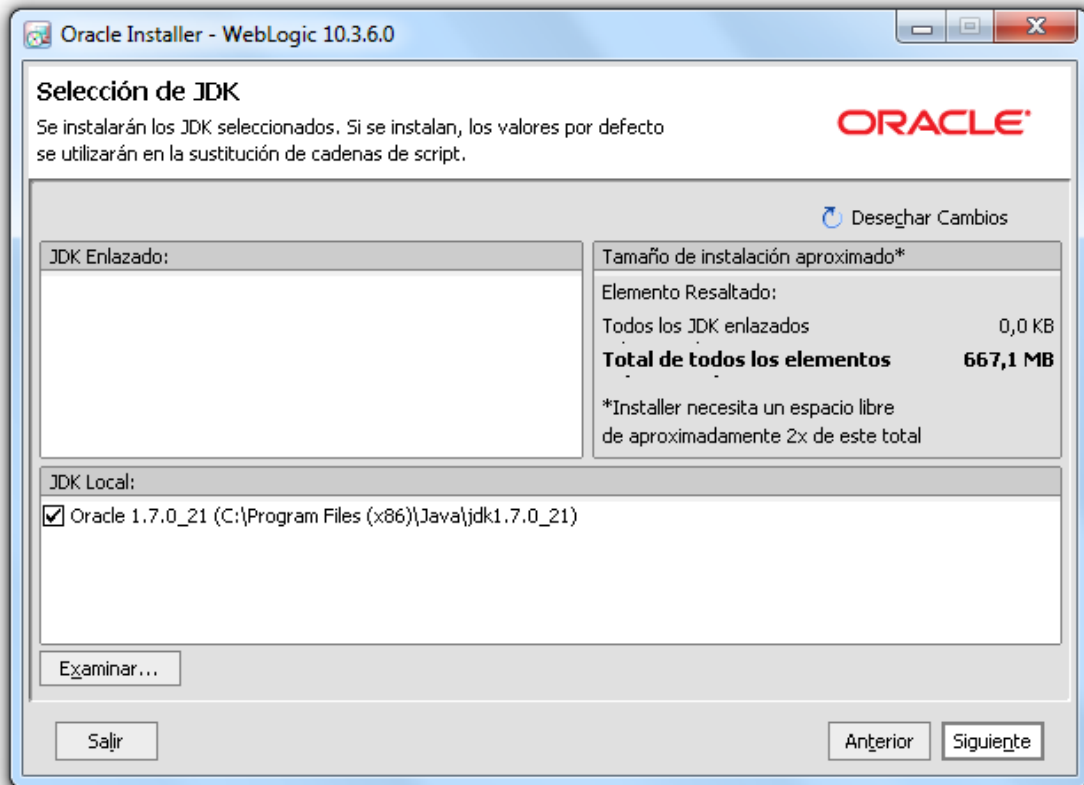 Oracle Installer - WebLogic 10.3.6.0
Selección de JDK
Se instalarán los JDK seleccionados. Si se instalan, los valores por defecto
se utilizarán en la sustitución de cadenas de script.
ORACLE
Desechar Cambios
JDK Enlazado:
Tamaño de instalación aproximado*
Elemento Resaltado:
Todos los JDK enlazados 0,0 KB
Total de todos los elementos 667,1 MB
*Installer necesita un espacio libre
de aproximadamente 2x de este total
JDK Local:
Oracle 1.7.0_21 (C:\Program Files (x86)\Java\jdk1.7.0_21)
Examinar...
Salir
Anterior
Siguiente